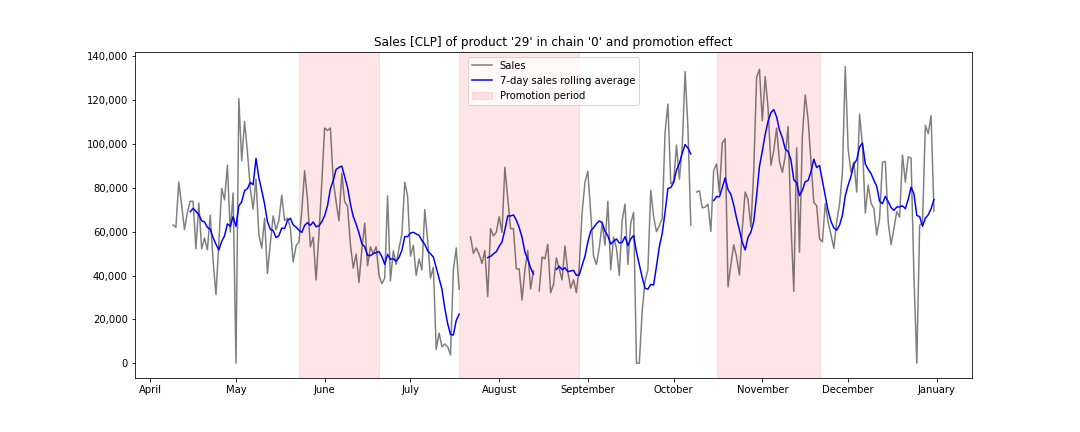 Sales [CLP] of product '29' in chain '0' and promotion effect
140,000
120,000
100,000
80,000
60,000
40,000
20,000
0
Sales
7-day sales rolling average
Promotion period
April May June July August September October November December January